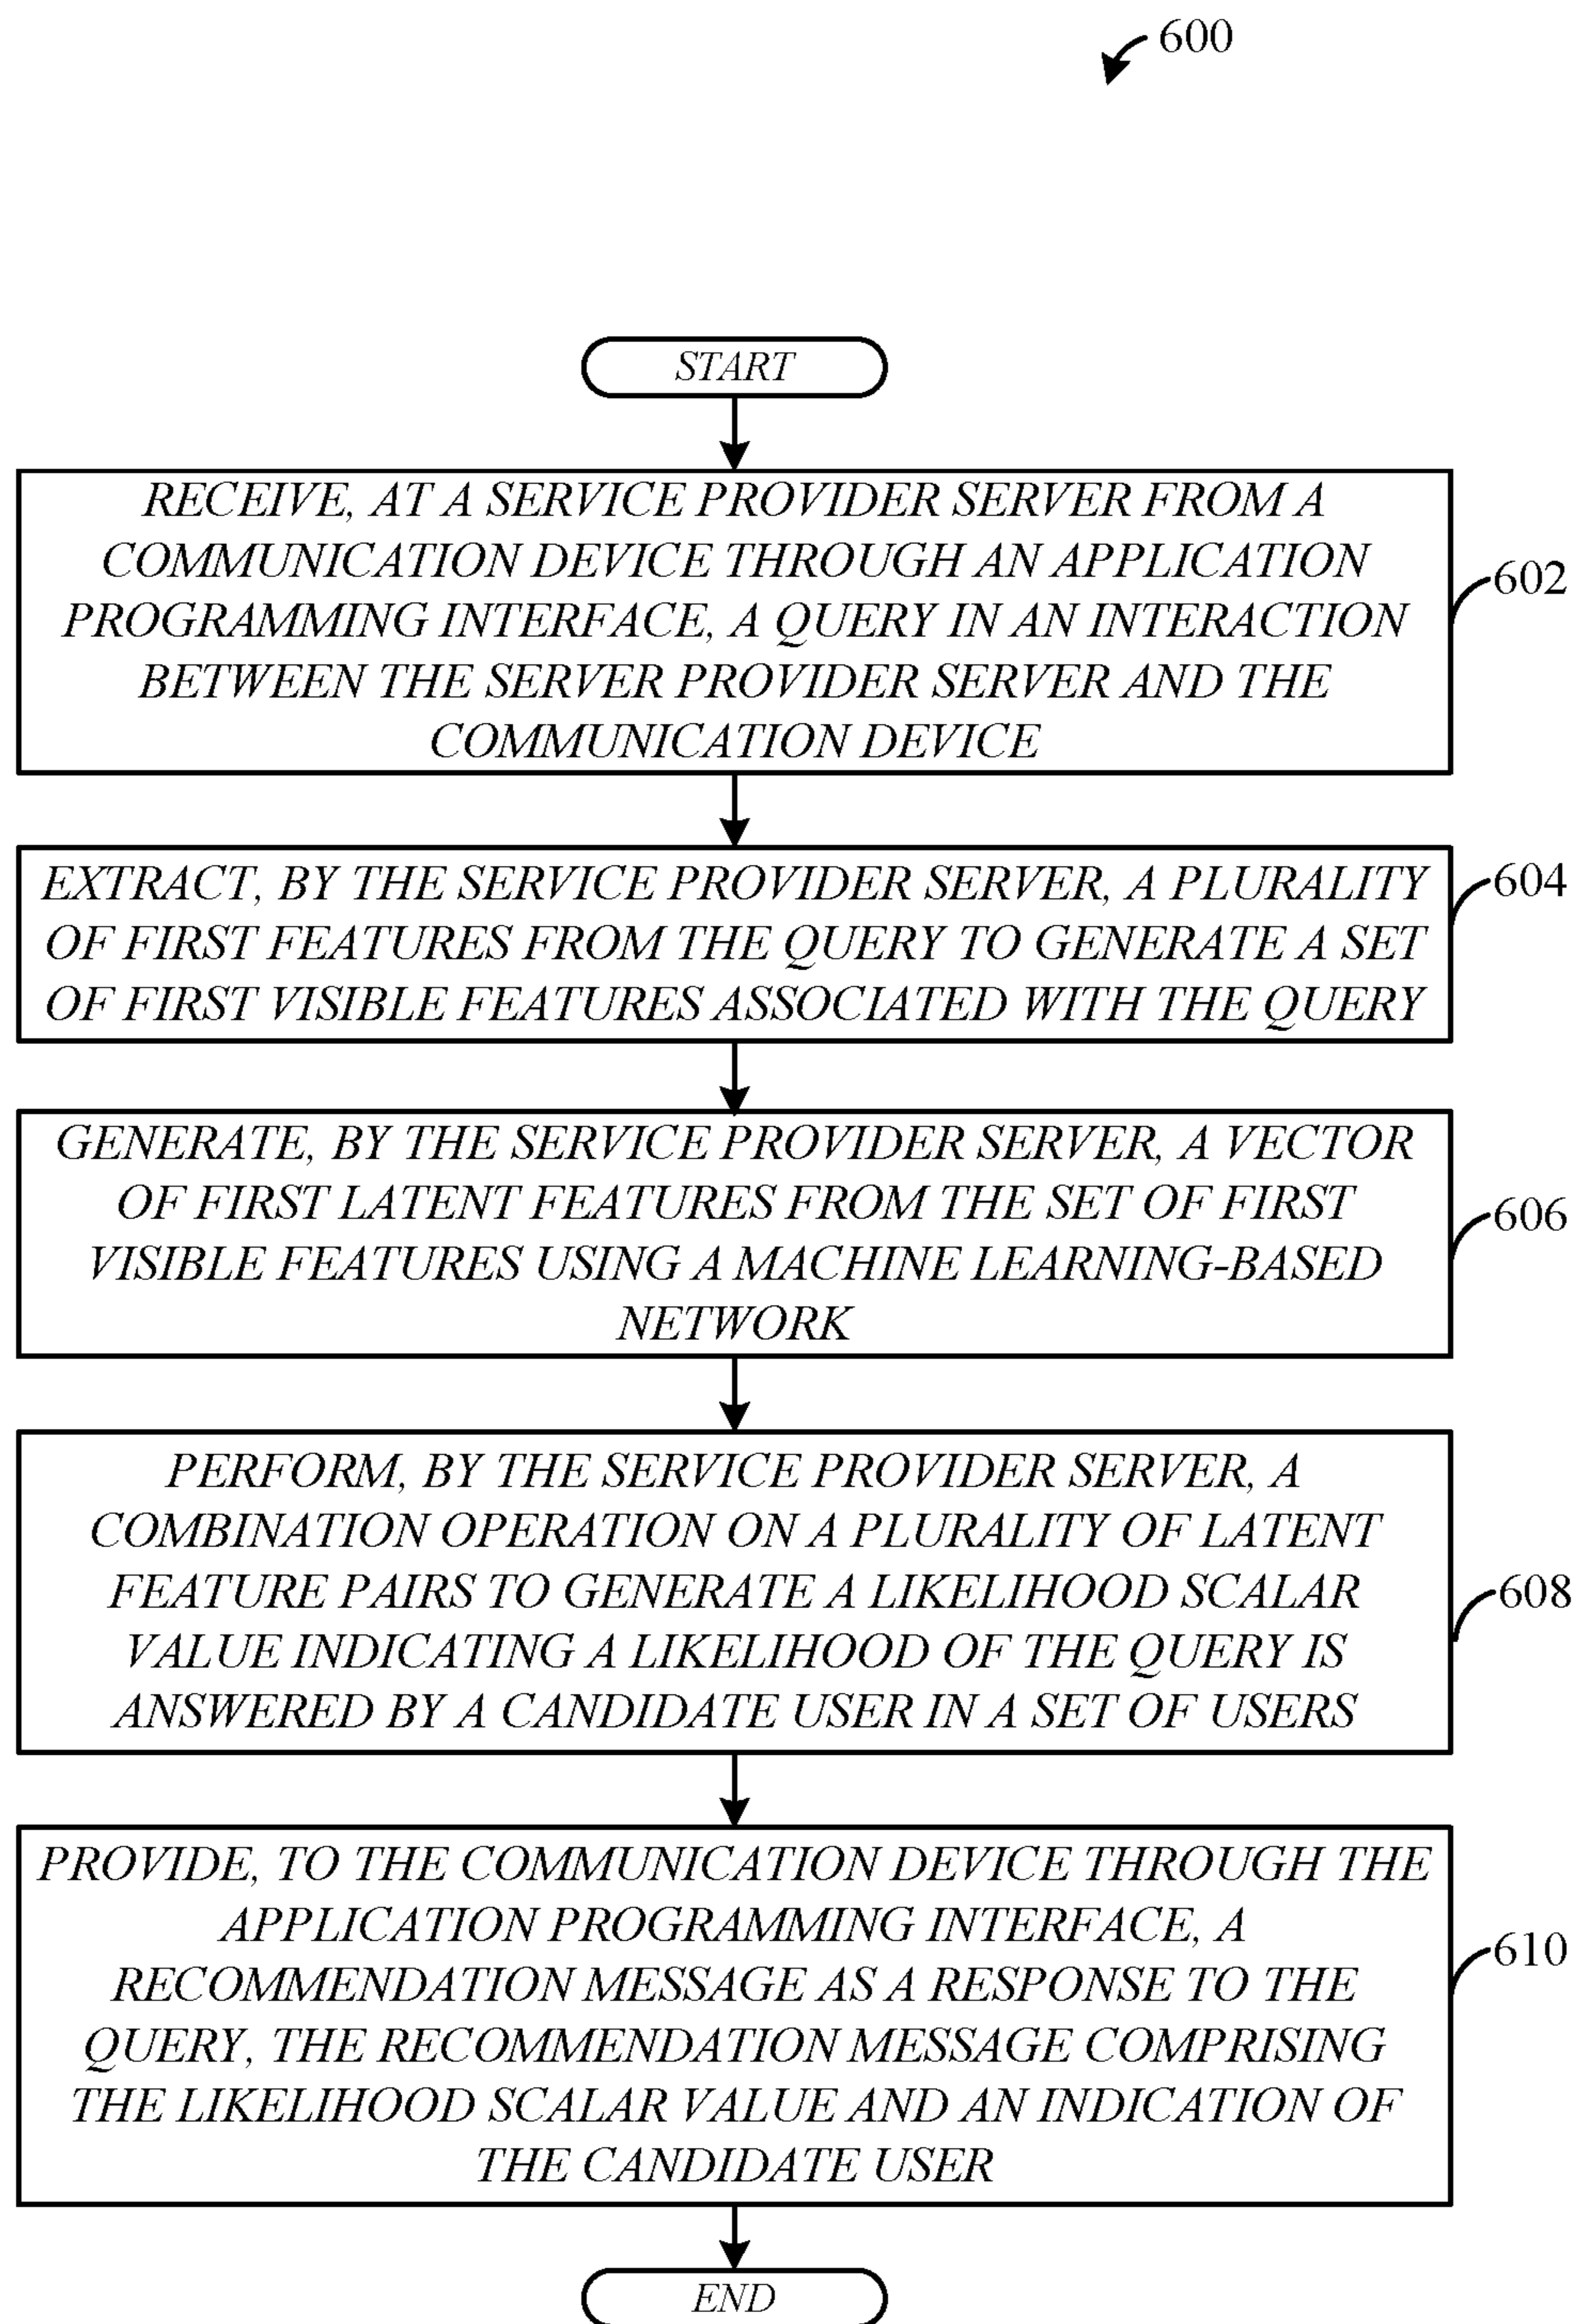 600
START
RECEIVE, AT A SERVICE PROVIDER SERVER FROM A
COMMUNICATION DEVICE THROUGH AN APPLICATION
PROGRAMMING INTERFACE, A QUERY IN AN INTERACTION
BETWEEN THE SERVER PROVIDER SERVER AND THE
COMMUNICATION DEVICE
602
EXTRACT, BY THE SERVICE PROVIDER SERVER, A PLURALITY
OF FIRST FEATURES FROM THE QUERY TO GENERATE A SET
OF FIRST VISIBLE FEATURES ASSOCIATED WITH THE QUERY
604
GENERATE, BY THE SERVICE PROVIDER SERVER, A VECTOR
OF FIRST LATENT FEATURES FROM THE SET OF FIRST
VISIBLE FEATURES USING A MACHINE LEARNING-BASED
NETWORK
606
PERFORM, BY THE SERVICE PROVIDER SERVER, A
COMBINATION OPERATION ON A PLURALITY OF LATENT
FEATURE PAIRS TO GENERATE A LIKELIHOOD SCALAR
VALUE INDICATING A LIKELIHOOD OF THE QUERY IS
ANSWERED BY A CANDIDATE USER IN A SET OF USERS
608
PROVIDE, TO THE COMMUNICATION DEVICE THROUGH THE
APPLICATION PROGRAMMING INTERFACE, A
RECOMMENDATION MESSAGE AS A RESPONSE TO THE
QUERY, THE RECOMMENDATION MESSAGE COMPRISING
THE LIKELIHOOD SCALAR VALUE AND AN INDICATION OF
THE CANDIDATE USER
610
END